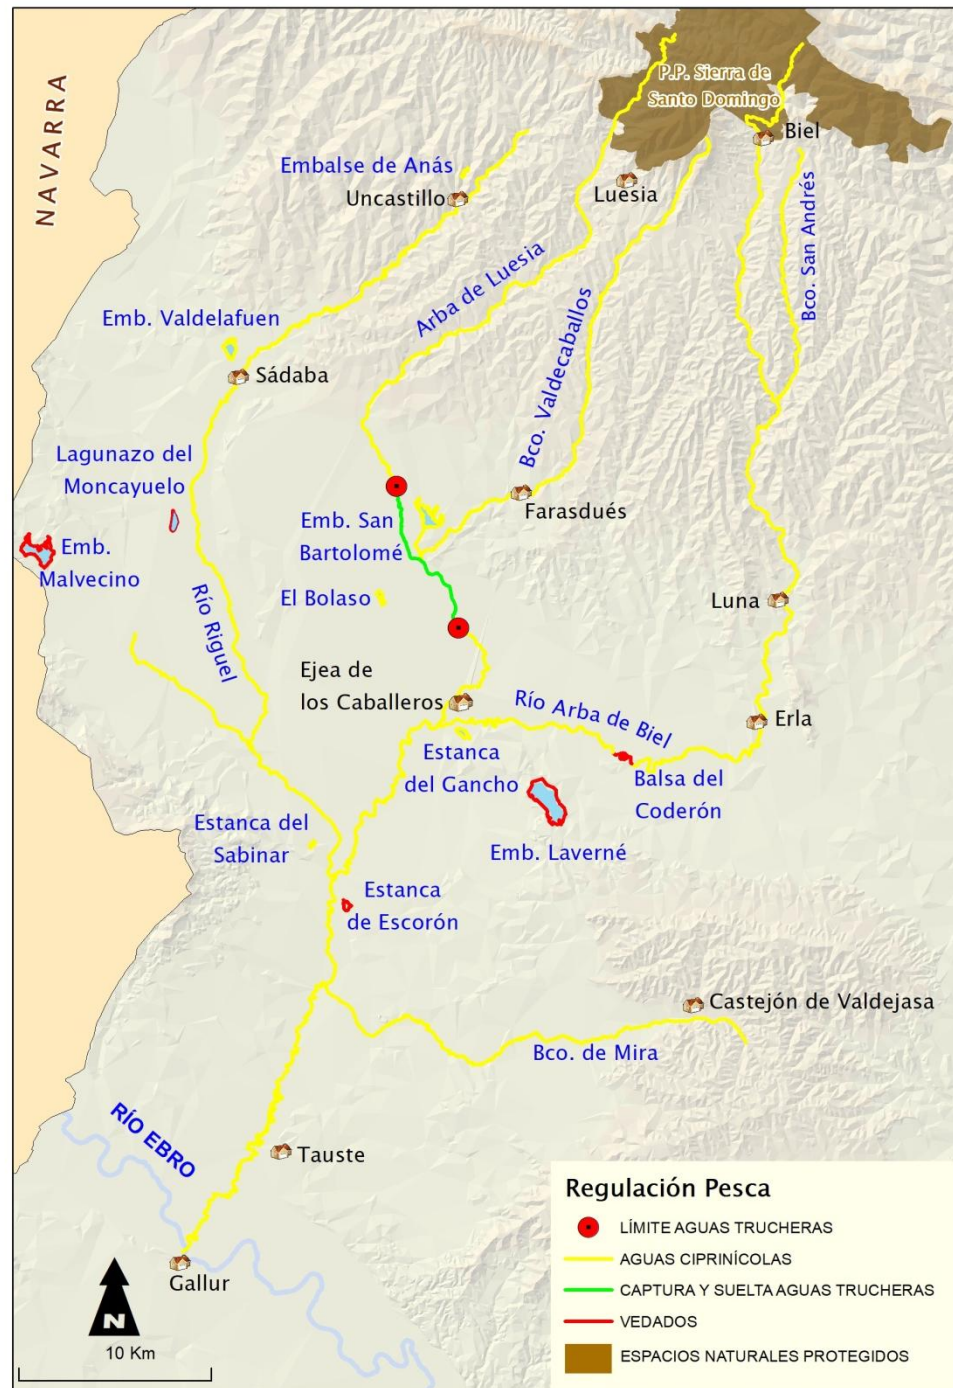 NAVARRA
P.P. Sierra de
Santo Domingo
Biel
Embalse de Anás
Uncastillo
Luesia
Bco. San Andrés
Arba de Luesia
Emb. Valdelafuen
Sádaba
Bco. Valdecaballos
Lagunazo del
Moncayuelo
Farasdués
Emb. San
Bartolomé
Emb.
Malvecino
El Bolaso
Luna
Río Riguel
Ejea de
los Caballeros
Río Arba de Biel
Erla
Estanca
del Gancho
Balsa del
Coderón
Estanca del
Sabinar
Emb. Laverné
Estanca
de Escorón
Castejón de Valdejasa
Bco. de Mira
RÍO EBRO
Tauste
Gallur
N
10 Km
Regulación Pesca
LÍMITE AGUAS TRUCHERAS
AGUAS CIPRINÍCOLAS
CAPTURA Y SUELTA AGUAS TRUCHERAS
VEDADOS
ESPACIOS NATURALES PROTEGIDOS